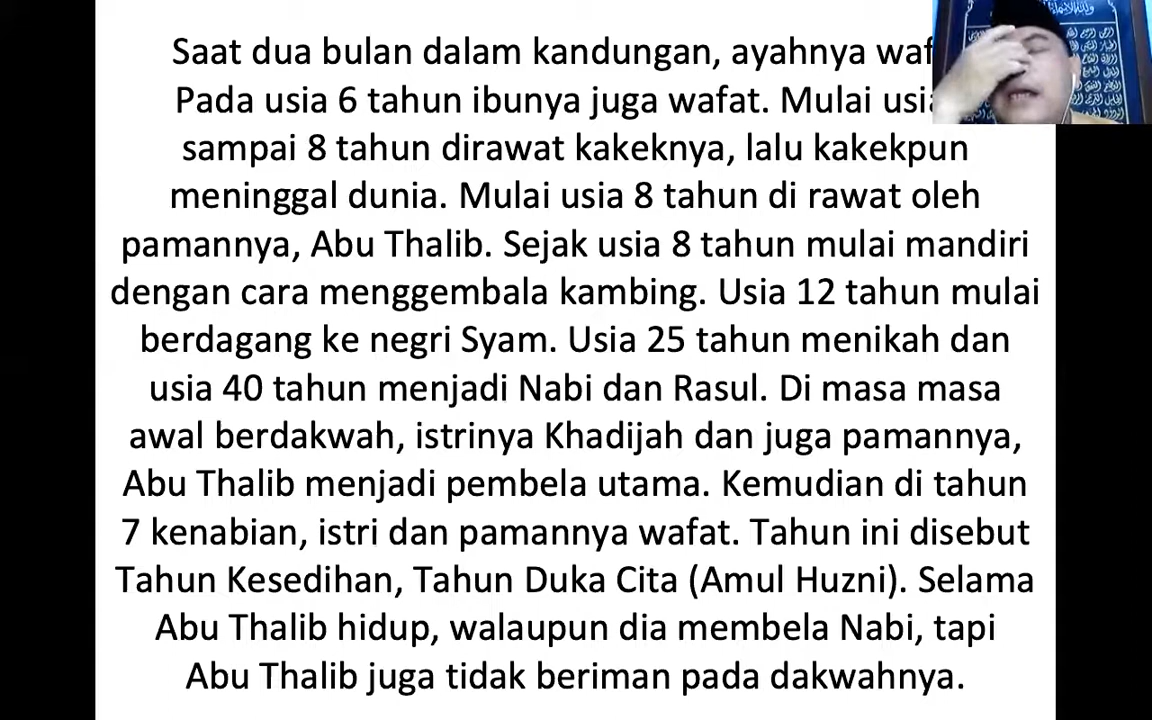 Saat dua bulan dalam kandungan, ayahnya
Pada usia 6 tahun ibunya juga wafat. Mulai
sampai 8 tahun dirawat kakeknya, lalu kakekpun
meninggal dunia. Mulai usia 8 tahun di rawat oleh
pamannya, Abu Thalib. Sejak usia 8 tahun mulai mandiri
dengan cara menggembala kambing. Usia 12 tahun mulai
berdagang ke negri Syam. Usia 25 tahun menikah dan
usia 40 tahun menjadi Nabi dan Rasul. Di masa masa
awal berdakwah, istrinya Khadijah dan juga pamannya,
Abu Thalib menjadi pembela utama. Kemudian di tahun
7 kenabian, istri dan pamannya wafat. Tahun ini disebut
Tahun Kesedihan, Tahun Duka Cita (Amul Huzni). Selama
Abu Thalib hidup, walaupun dia membela Nabi, tapi
Abu Thalib juga tidak beriman pada dakwahnya.